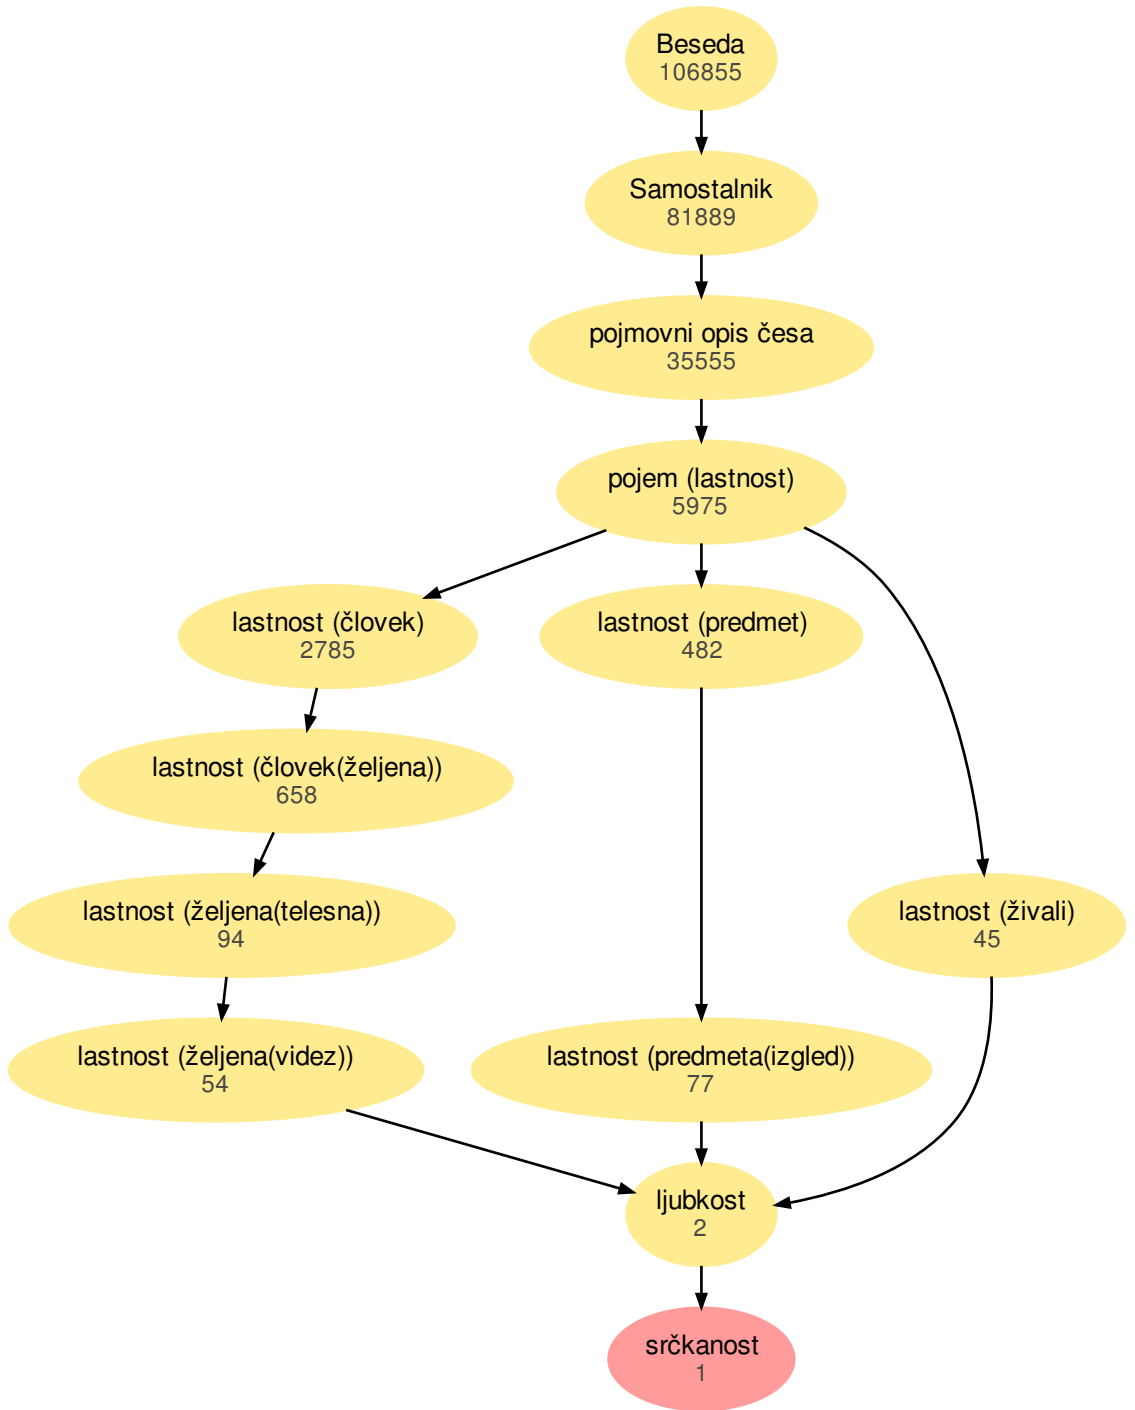 Beseda
106855
Samostalnik
81889
pojmovni opis česa
35555
pojem (lastnost)
5975
lastnost (človek)
2785
lastnost (predmet)
482
lastnost (človek(željena))
658
lastnost (željena(telesna))
94
lastnost (živali)
45
lastnost (željena(videz))
54
lastnost (predmeta(izgled))
77
ljubkost
2
srčkanost
1